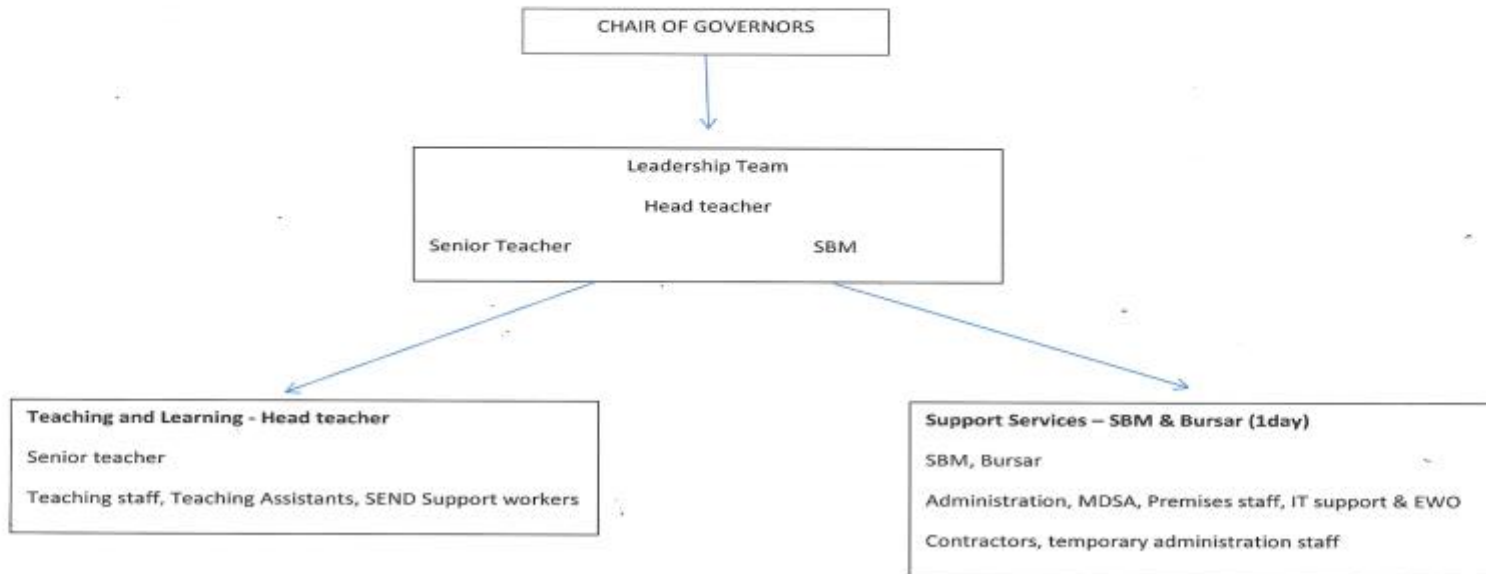 CHAIR OF GOVERNORS
Leadership Team
Head teacher
Senior Teacher SBM
Teaching and Learning - Head teacher
Senior teacher
Teaching staff, Teaching Assistants, SEND Support workers
Support Services – SBM & Bursar (1day)
SBM, Bursar
Administration, MDSA, Premises staff, IT support & EWO
Contractors, temporary administration staff